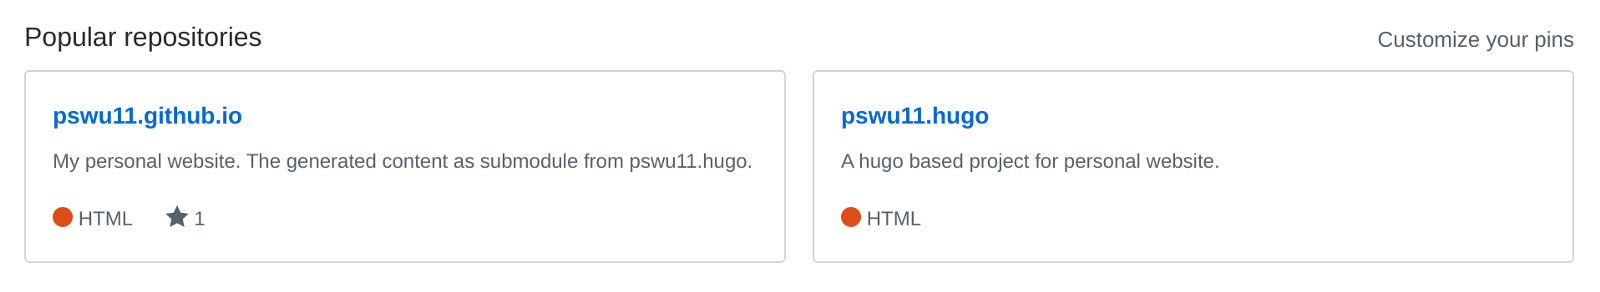 Popular repositories
Customize your pins
pswu11.github.io
My personal website. The generated content as submodule from pswu11.hugo.
HTML 1
pswu11.hugo
A hugo based project for personal website.
HTML